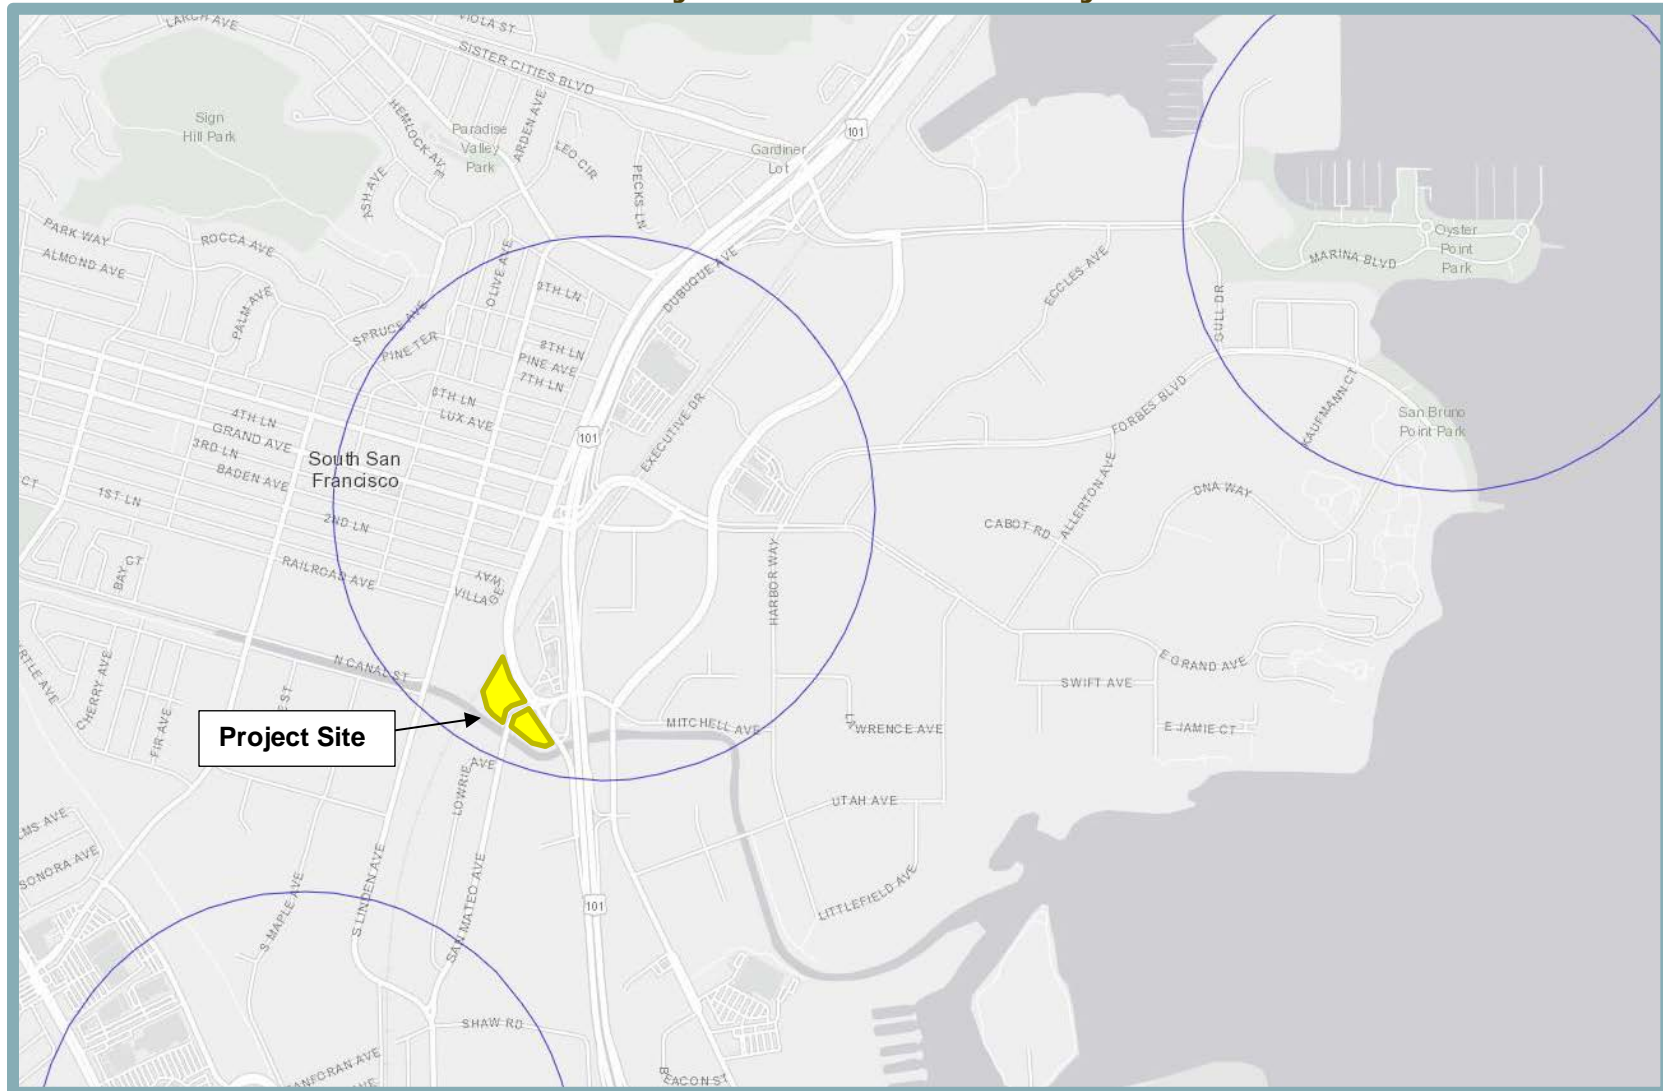 LARCH AVE
VIOLA ST
SISTER CITIES BLVD
101
Sign
Hill Park
HEMLOCK AVE
Paradise
Valley
Park
ARDEN AVE
LEO CIR
PECKS LN
Gardiner
Lot
ASH AVE
PARK WAY
ROCCA AVE
ALMOND AVE
PALM AVE
OLIVE AVE
9TH LN
DUBUQUE AVE
ECCLES AVE
Oyster
Point
Park
MARINA BLVD
GULL DR
SPRUCE AVE
PINE TER
8TH LN
PINE AVE
7TH LN
6TH LN
LUX AVE
EXECUTIVE DR
101
FORBES BLVD
KAUFMANN CT
San Bruno
Point Park
4TH LN
GRAND AVE
3RD LN
BADEN AVE
South San
Francisco
CT
1ST LN
2ND LN
RAILROAD AVE
BAY CT
VILLAGE WAY
HARBOR WAY
CABOT RD
ALLERTON AVE
DNA WAY
E GRAND AVE
SWIFT AVE
E JAMIE CT
N CANAL ST
CHERRY AVE
FIR AVE
Project Site
MITCHELL AVE
LAWRENCE AVE
LOWRIE AVE
UTAH AVE
SONORA AVE
S MAPLE AVE
S LINDEN AVE
SAN MATEO AVE
101
LITTLEFIELD AVE
SHAW RD
BEACON ST